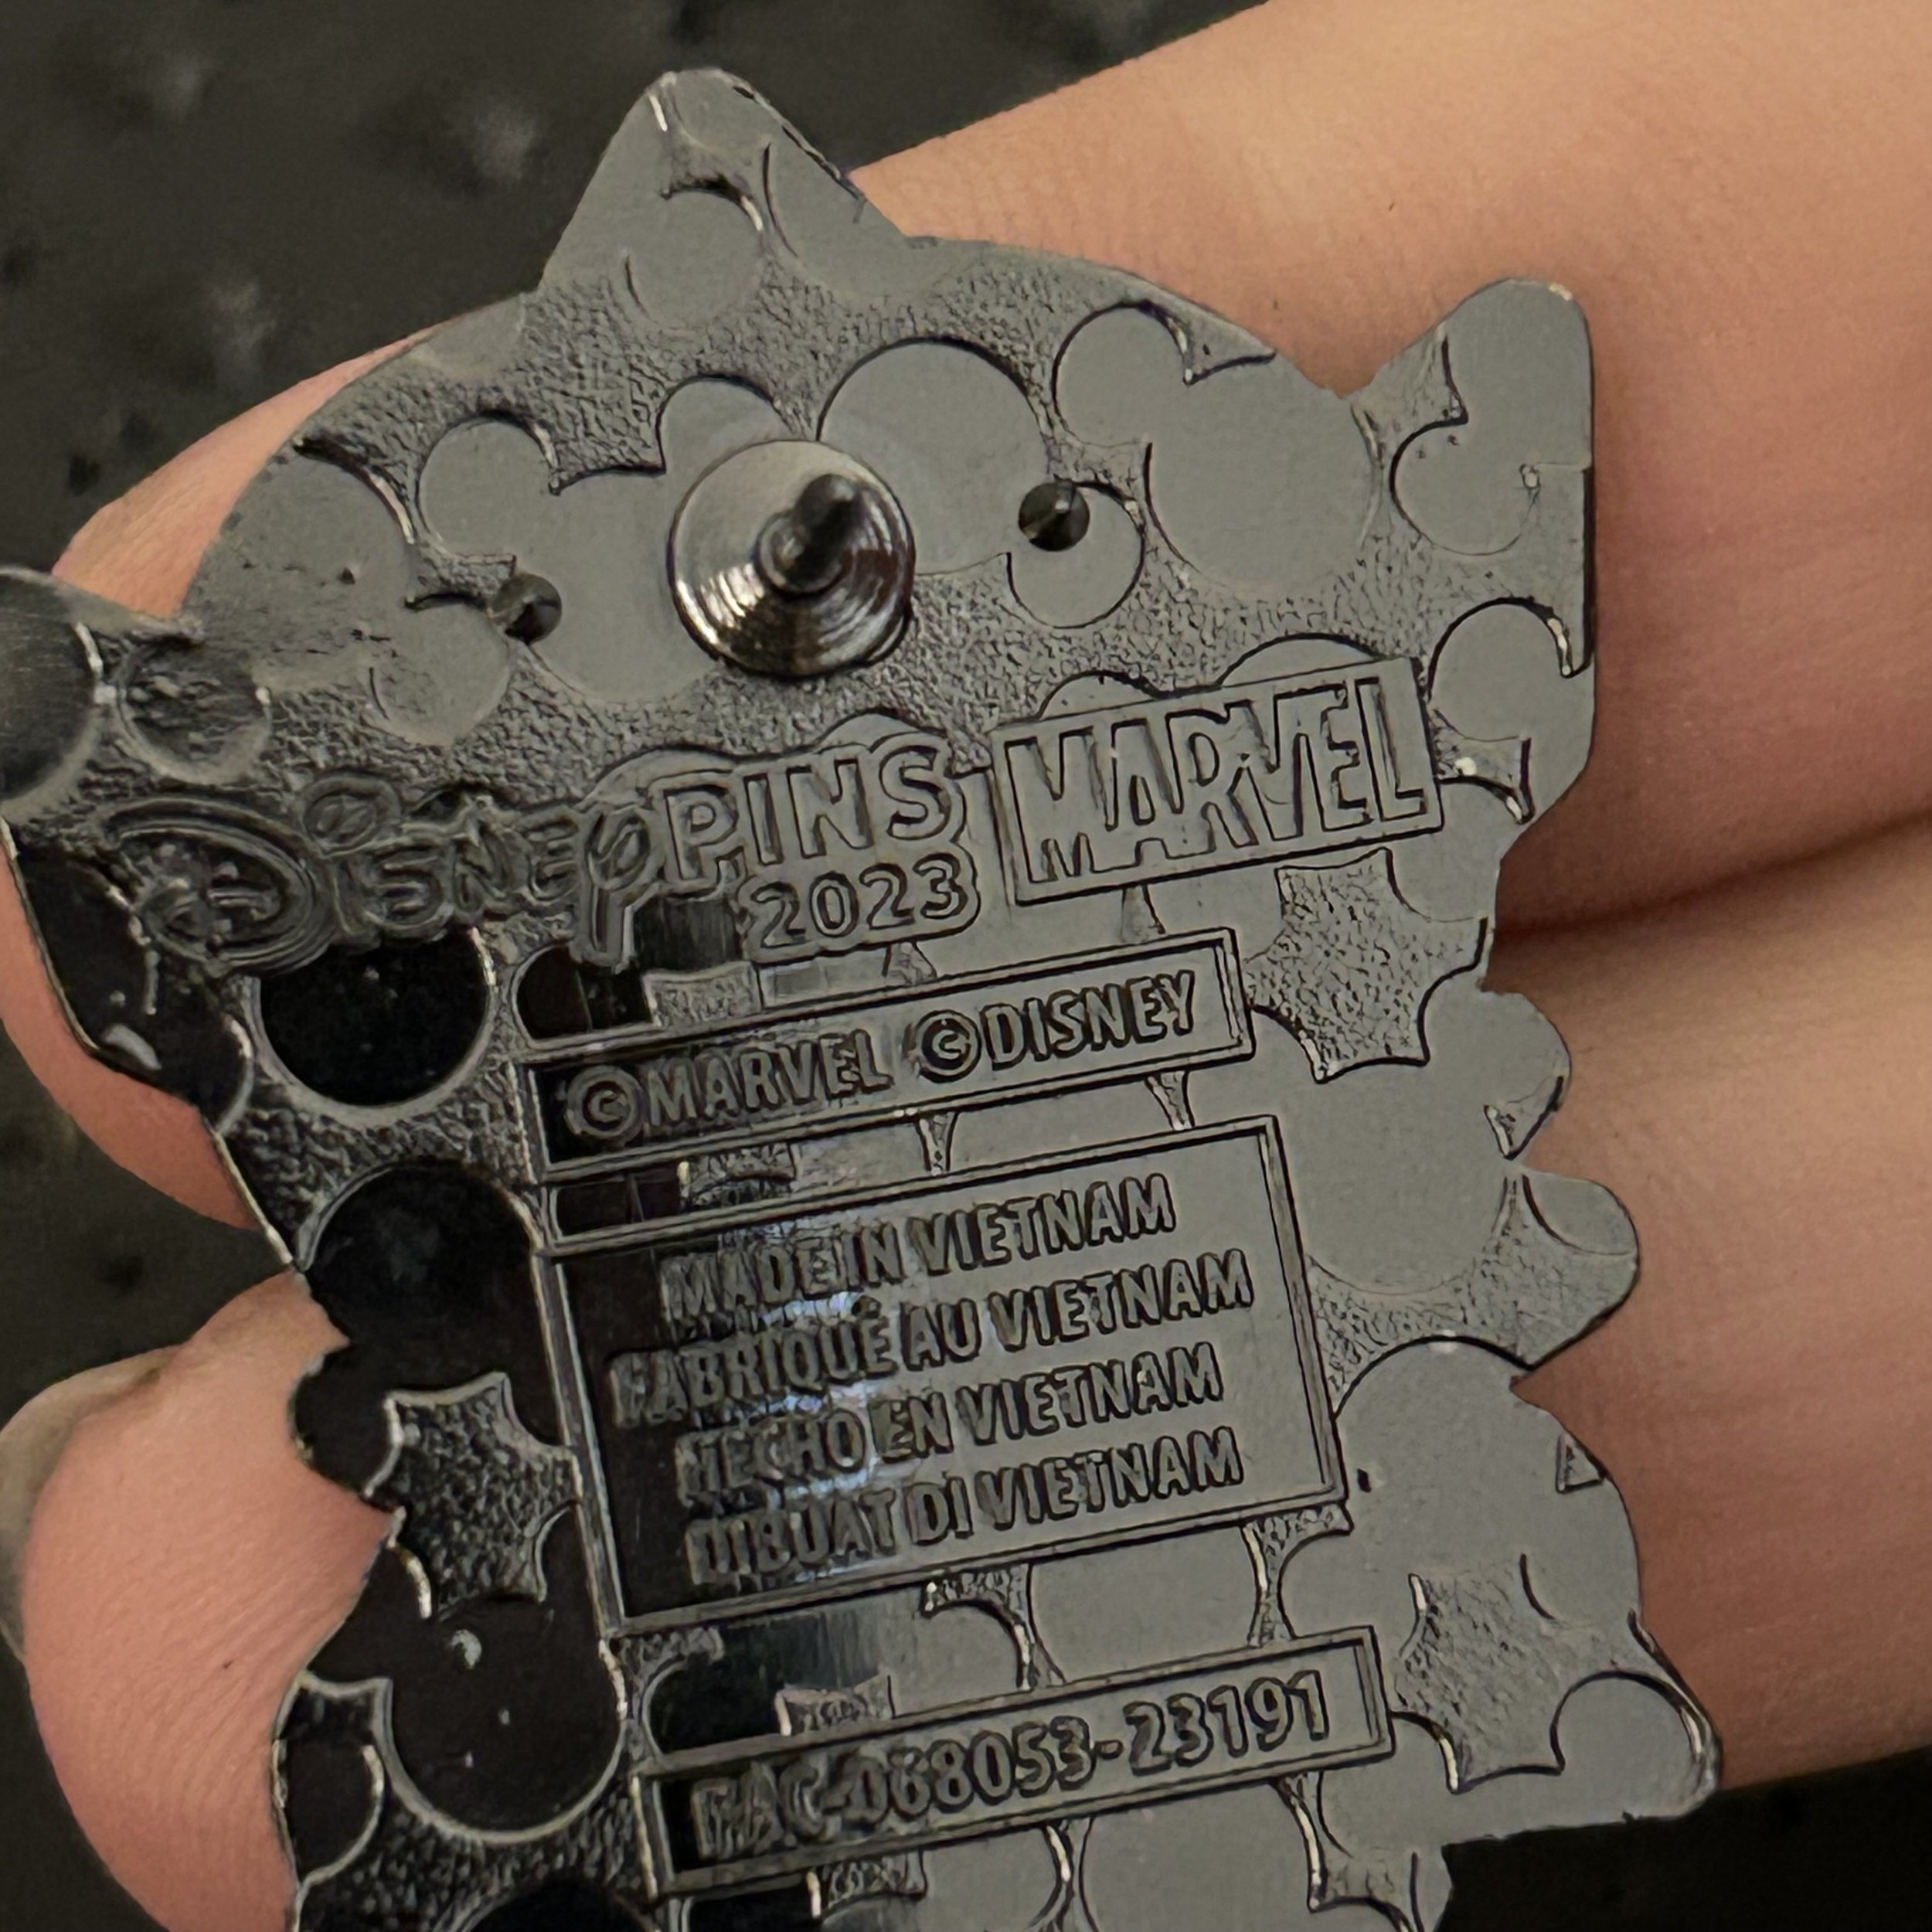 Disney PINS MARVEL
2023
©MARVEL ©DISNEY
MADE IN VIETNAM
FABRIQUÉ AU VIETNAM
HECHO EN VIETNAM
DIBUAT DI VIETNAM
FAC-068053-23191